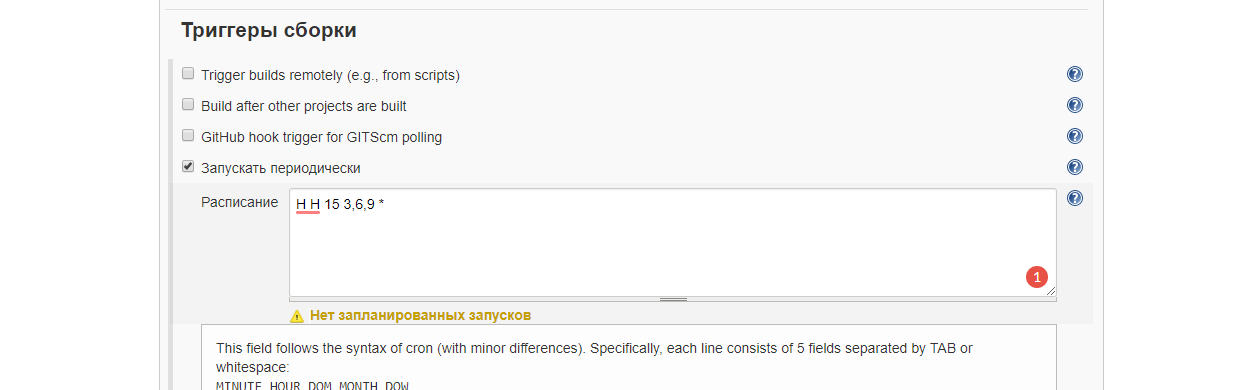 Триггеры сборки
Trigger builds remotely (e.g., from scripts)
?
Build after other projects are built
?
GitHub hook trigger for GITScm polling
?
Запускать периодически
?
Расписание
H H 15 3,6,9 *
?
1
Нет запланированных запусков
This field follows the syntax of cron (with minor differences). Specifically, each line consists of 5 fields separated by TAB or
whitespace:
MINUTE HOUR DOM MONTH DOW